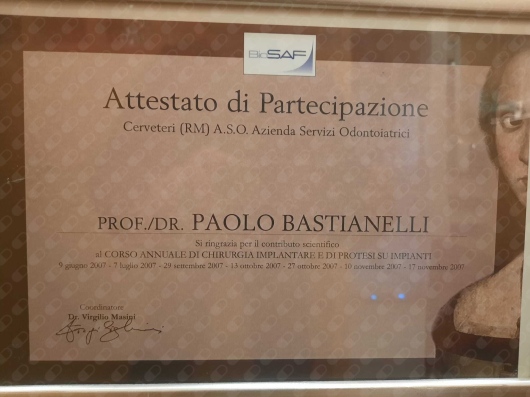 BioSAF
Attestato di Partecipazione
Cerveteri (RM) A.S.O. Azienda Servizi Odontoiatrici
PROF./DR. PAOLO BASTIANELLI
Si ringrazia per il contributo scientifico
al CORSO ANNUALE DI CHIRURGIA IMPLANTARE E DI PROTESI SU IMPIANTI
9 giugno 2007 - 7 luglio 2007 - 29 settembre 2007 - 13 ottobre 2007 - 27 ottobre 2007 - 10 novembre 2007 - 17 novembre 2007
Coordinatore
Dr. Virgilio Masini